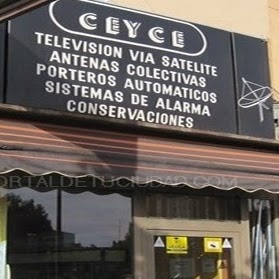 CEYCE
TELEVISION VIA SATELITE
ANTENAS COLECTIVAS
PORTEROS AUTOMATICOS
SISTEMAS DE ALARMA
CONSERVACIONES
PORTALDETUCIUDAD.COM